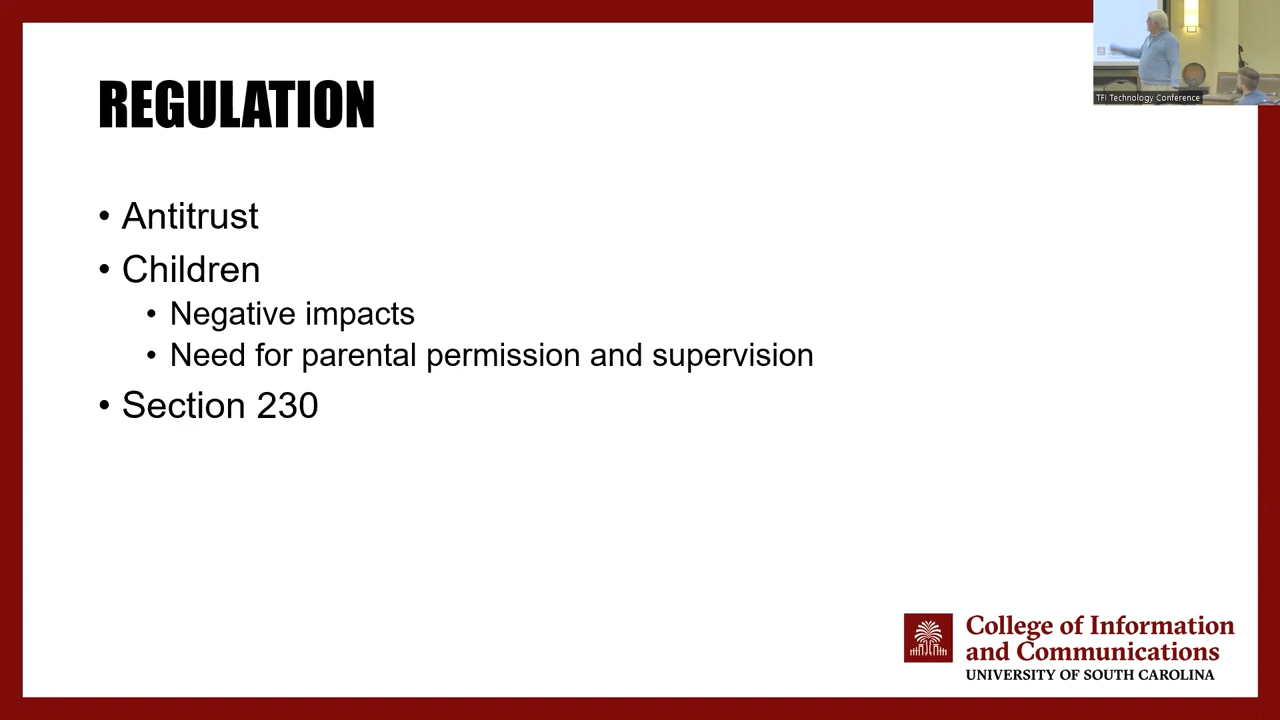 REGULATION
TFI Technology Conference
• Antitrust
• Children
• Negative impacts
• Need for parental permission and supervision
• Section 230
College of Information
and Communications
UNIVERSITY OF SOUTH CAROLINA